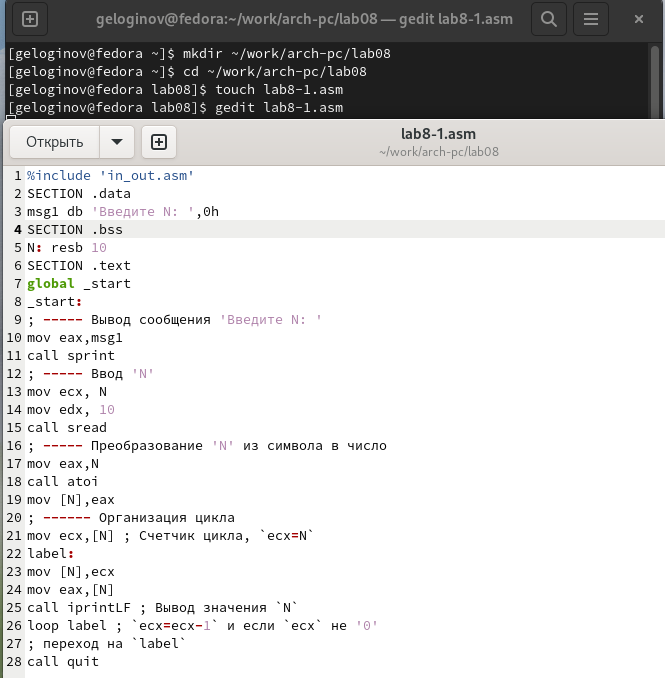 geloginov@fedora:~/work/arch-pc/lab08 — gedit lab8-1.asm
[geloginov@fedora ~]$ mkdir ~/work/arch-pc/lab08
[geloginov@fedora ~]$ cd ~/work/arch-pc/lab08
[geloginov@fedora lab08]$ touch lab8-1.asm
[geloginov@fedora lab08]$ gedit lab8-1.asm
Открыть
lab8-1.asm
~/work/arch-pc/lab08
1 %include 'in_out.asm'
2 SECTION .data
3 msg1 db 'Введите N: ',0h
4 SECTION .bss
5 N: resb 10
6 SECTION .text
7 global _start
8 _start:
9 ; ----- Вывод сообщения 'Введите N: '
10 mov eax,msg1
11 call sprint
12 ; ----- Ввод 'N'
13 mov ecx, N
14 mov edx, 10
15 call sread
16 ; ----- Преобразование 'N' из символа в число
17 mov eax,N
18 call atoi
19 mov [N],eax
20 ; ------ Организация цикла
21 mov ecx,[N] ; Счетчик цикла, `ecx=N`
22 label:
23 mov [N],ecx
24 mov eax,[N]
25 call iprintLF ; Вывод значения `N`
26 loop label ; `ecx=ecx-1` и если `ecx` не '0'
27 ; переход на `label`
28 call quit